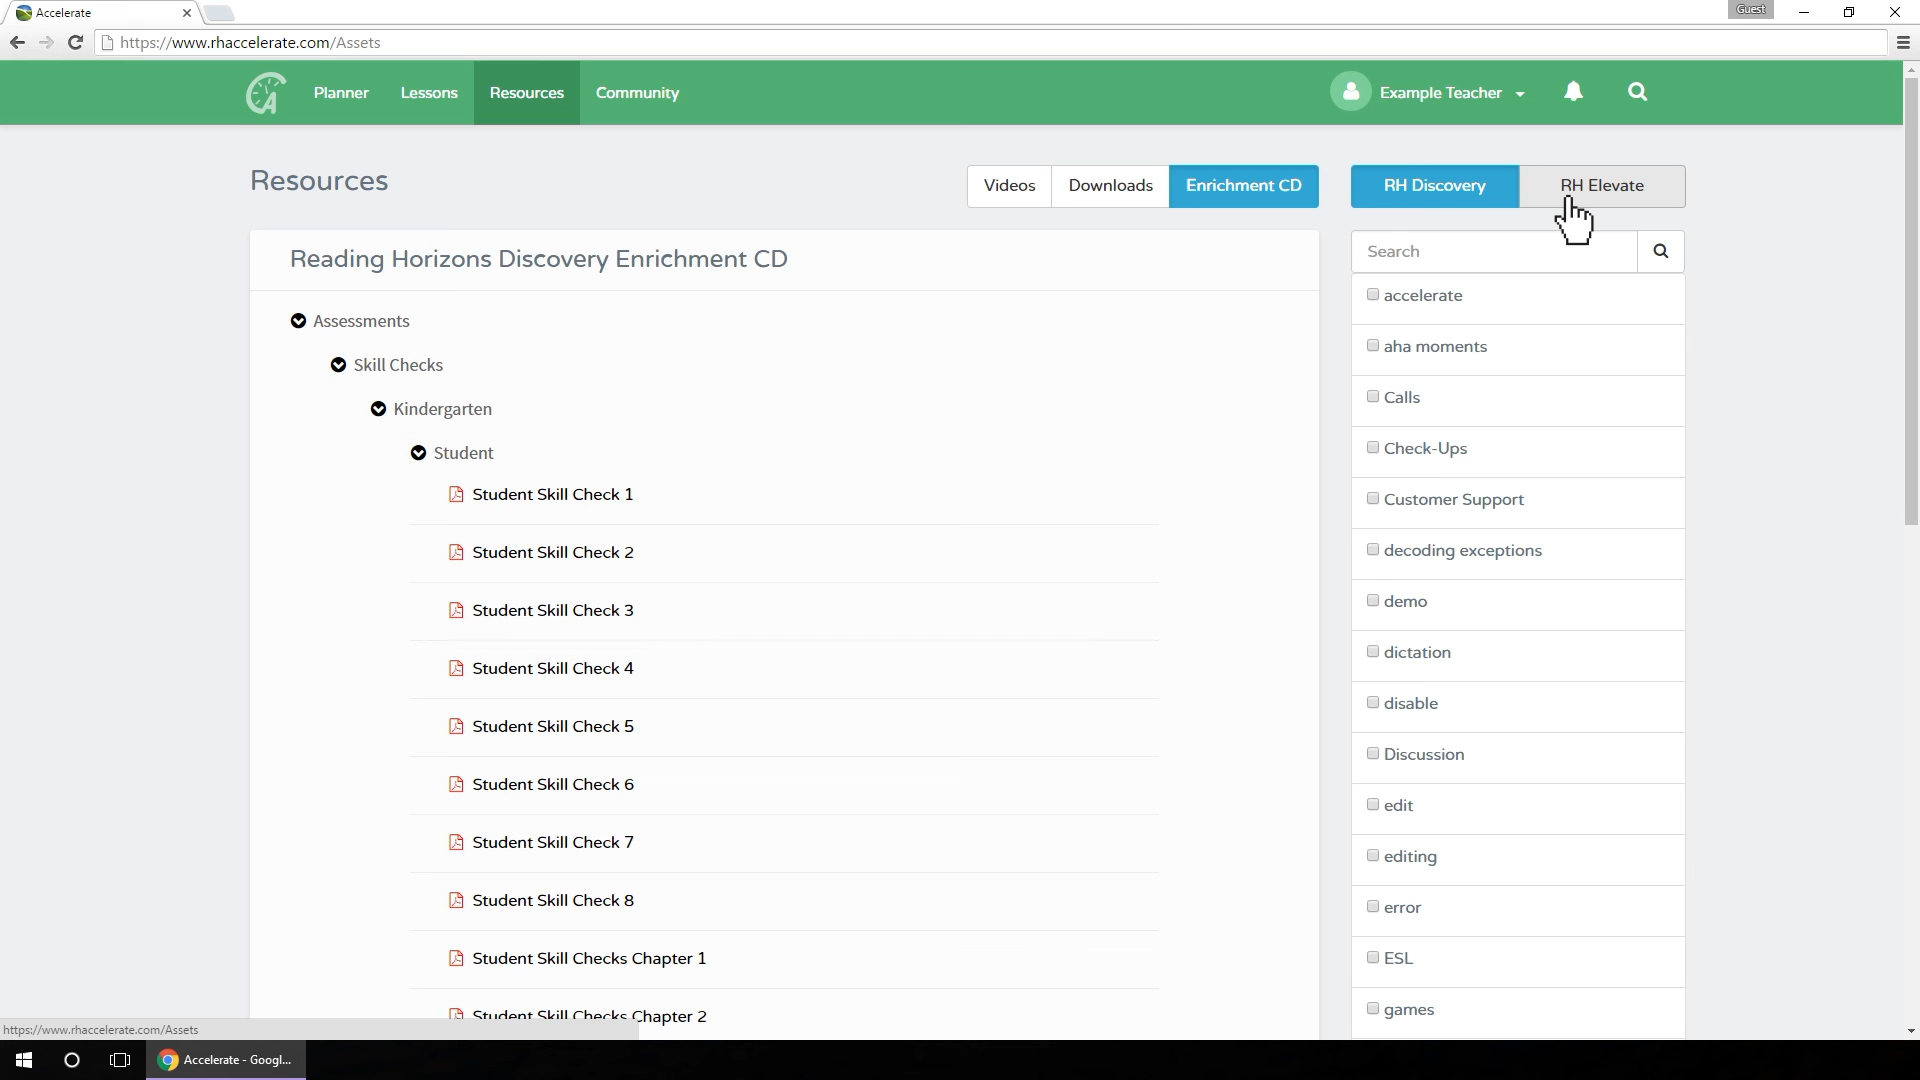 Accelerate
Guest
https://www.rhaccelerate.com/Assets
Planner
Lessons
Resources
Community
Example Teacher
Resources
Videos
Downloads
Enrichment CD
RH Discovery
RH Elevate
Reading Horizons Discovery Enrichment CD
Assessments
Skill Checks
Kindergarten
Student
Student Skill Check 1
Student Skill Check 2
Student Skill Check 3
Student Skill Check 4
Student Skill Check 5
Student Skill Check 6
Student Skill Check 7
Student Skill Check 8
Student Skill Checks Chapter 1
Student Skill Checks Chapter 2
Search
accelerate
aha moments
Calls
Check-Ups
Customer Support
decoding exceptions
demo
dictation
disable
Discussion
edit
editing
error
ESL
games
https://www.rhaccelerate.com/Assets
Accelerate - Googl...